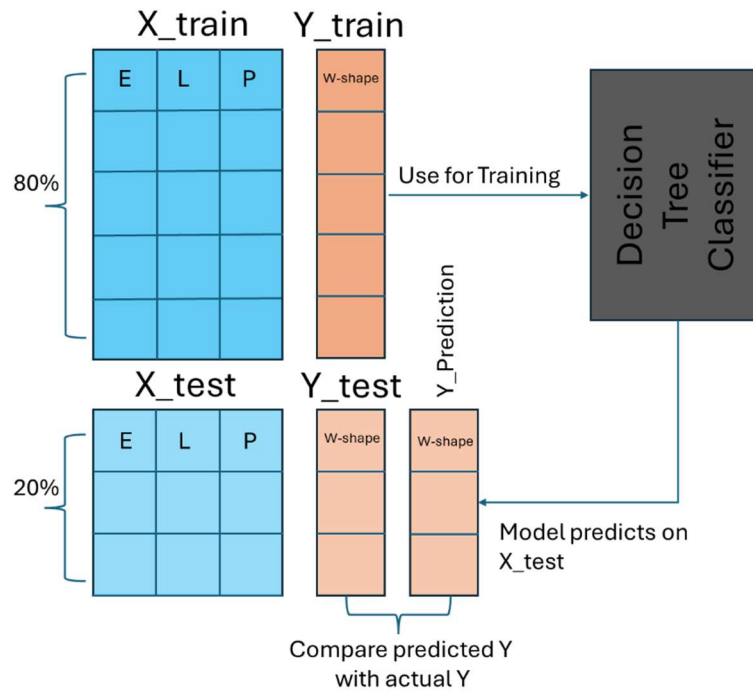 X_train
Y_train
E L P
W-shape
80%
Use for Training
Decision
Tree
Classifier
Y_Prediction
X_test
Y_test
E L P
W-shape
W-shape
20%
Model predicts on
X_test
Compare predicted Y
with actual Y